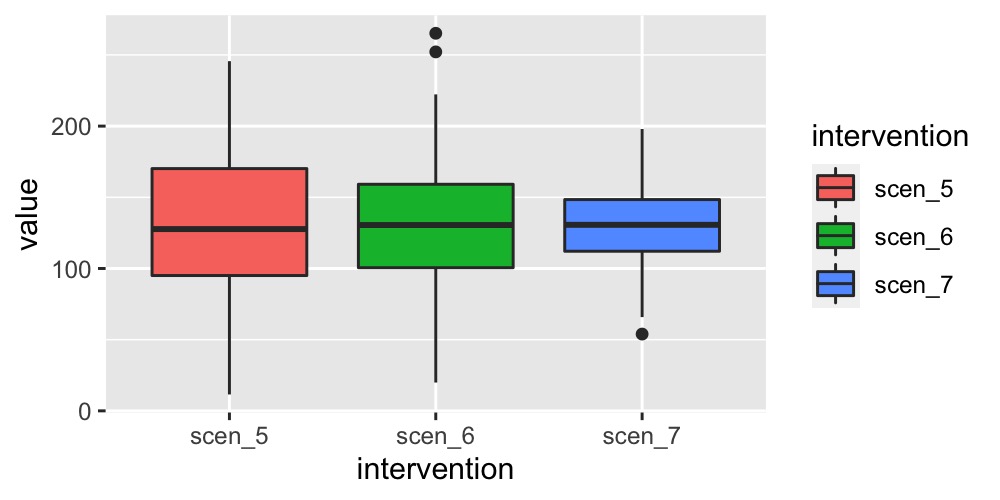 value
200
100
0
scen_5 scen_6 scen_7
intervention
intervention
scen_5
scen_6
scen_7